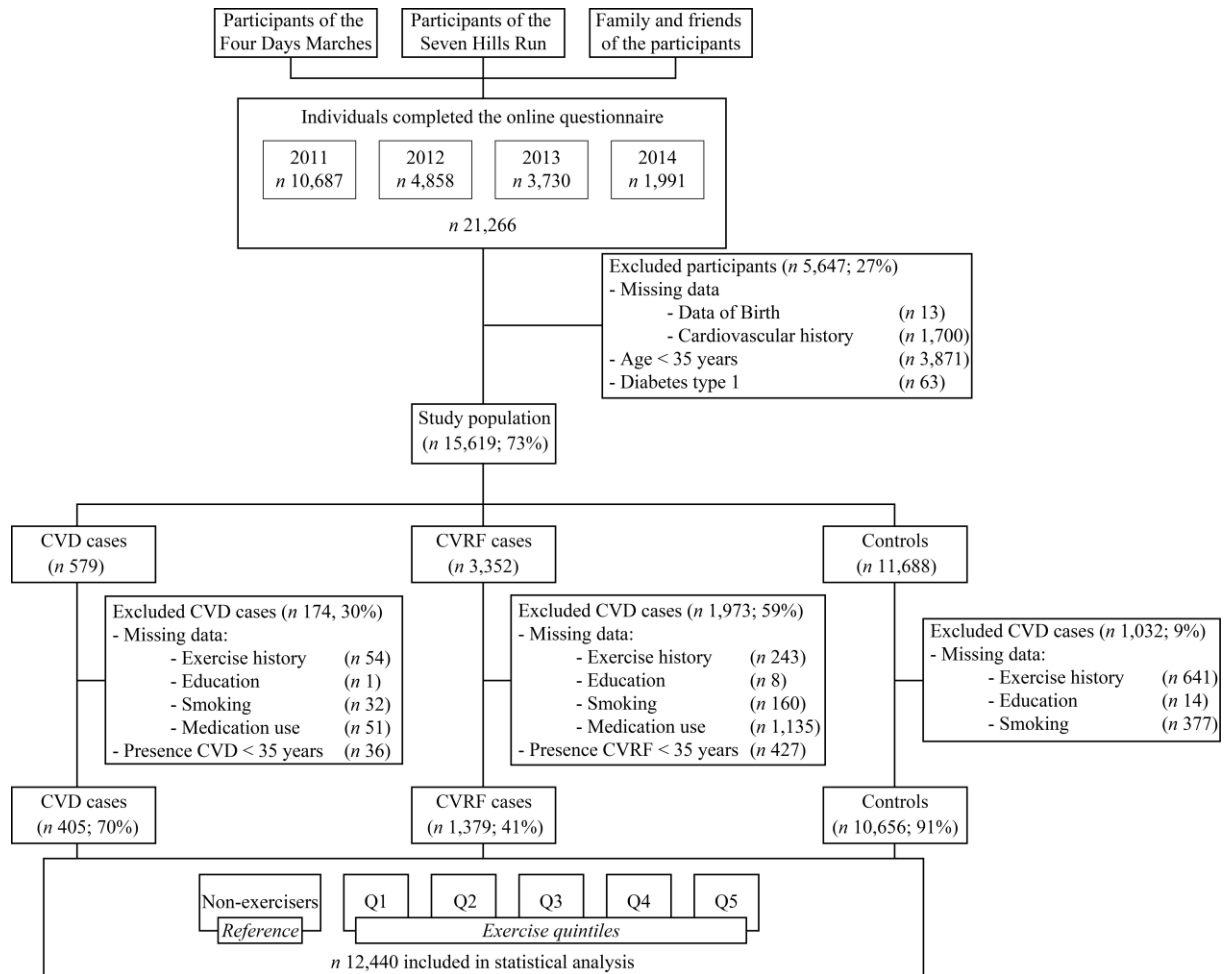 Participants of the
Four Days Marches
Participants of the
Seven Hills Run
Family and friends
of the participants
Individuals completed the online questionnaire
2011
n 10,687
2012
n 4,858
2013
n 3,730
2014
n 1,991
n 21,266
Excluded participants (n 5,647; 27%)
- Missing data
- Data of Birth (n 13)
- Cardiovascular history (n 1,700)
- Age < 35 years (n 3,871)
- Diabetes type 1 (n 63)
Study population
(n 15,619; 73%)
CVD cases
(n 579)
CVRF cases
(n 3,352)
Controls
(n 11,688)
Excluded CVD cases (n 174, 30%)
- Missing data:
- Exercise history (n 54)
- Education (n 1)
- Smoking (n 32)
- Medication use (n 51)
- Presence CVD < 35 years (n 36)
Excluded CVD cases (n 1,973; 59%)
- Missing data:
- Exercise history (n 243)
- Education (n 8)
- Smoking (n 160)
- Medication use (n 1,135)
- Presence CVRF < 35 years (n 427)
Excluded CVD cases (n 1,032; 9%)
- Missing data:
- Exercise history (n 641)
- Education (n 14)
- Smoking (n 377)
CVD cases
(n 405; 70%)
CVRF cases
(n 1,379; 41%)
Controls
(n 10,656; 91%)
Non-exercisers
Reference
Q1 Q2 Q3 Q4 Q5
Exercise quintiles
n 12,440 included in statistical analysis